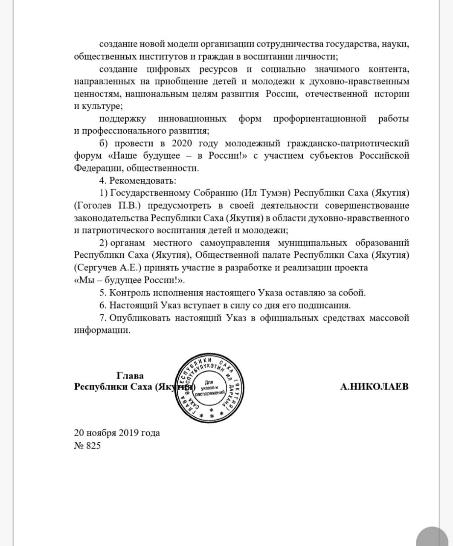 создание новой модели организации сотрудничества государства, науки,
общественных институтов и граждан в воспитании личности;
создание цифровых ресурсов и социально значимого контента,
направленных на приобщение детей и молодежи к духовно-нравственным
ценностям, национальным целям развития России, отечественной истории
и культуре;
поддержку инновационных форм профориентационной работы
и профессионального развития;
б) провести в 2020 году молодежный гражданско-патриотический
форум «Наше будущее – в России!» с участием субъектов Российской
Федерации, общественности.
4. Рекомендовать:
1) Государственному Собранию (Ил Тумэн) Республики Саха (Якутия)
(Гоголев П.В.) предусмотреть в своей деятельности совершенствование
законодательства Республики Саха (Якутия) в области духовно-нравственного
и патриотического воспитания детей и молодежи;
2) органам местного самоуправления муниципальных образований
Республики Саха (Якутия), Общественной палате Республики Саха (Якутия)
(Сергучев А.Е.) принять участие в разработке и реализации проекта
«Мы – будущее России!».
5. Контроль исполнения настоящего Указа оставляю за собой.
6. Настоящий Указ вступает в силу со дня его подписания.
7. Опубликовать настоящий Указ в официальных средствах массовой
информации.
Глава
Республики Саха (Якутия)
А.НИКОЛАЕВ
Для
указов и
распоряжений
20 ноября 2019 года
№ 825